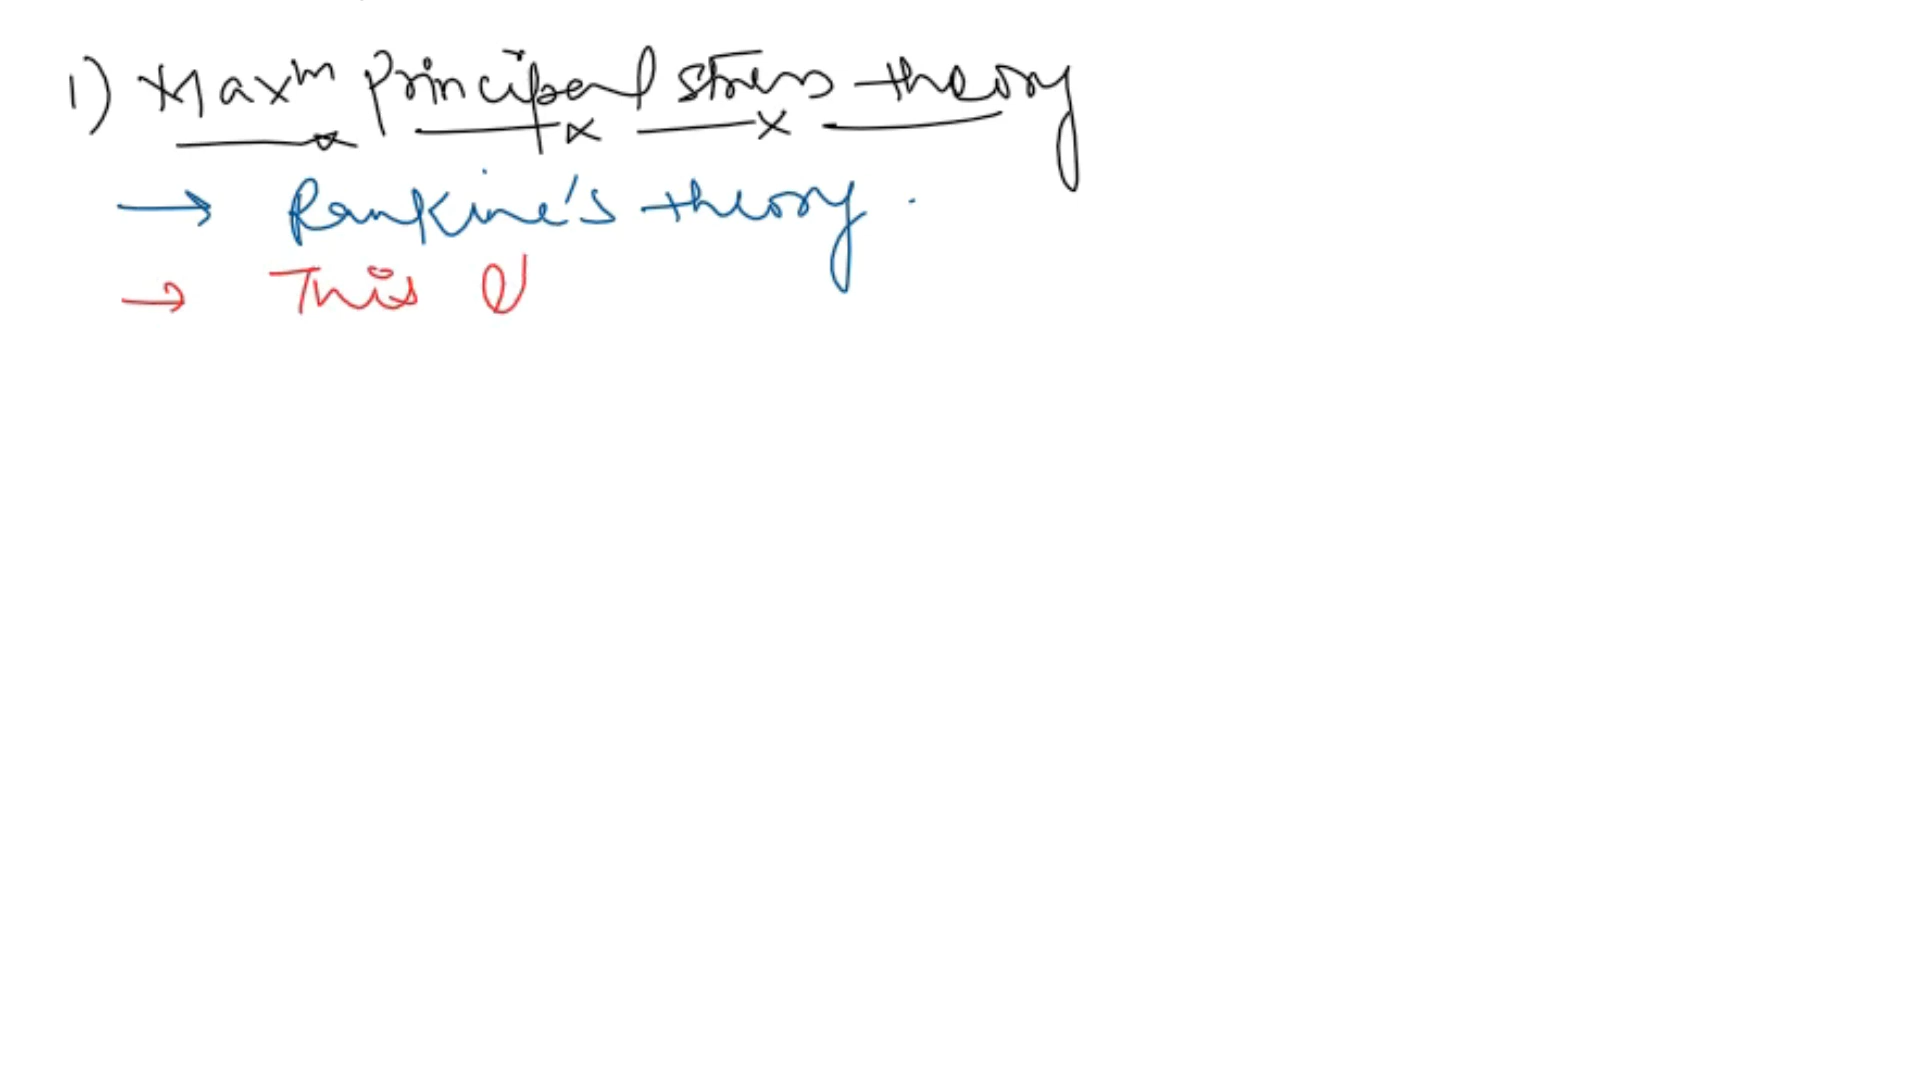 1) Maxm Principal stress theory
→ Rankine's theory.
→ This